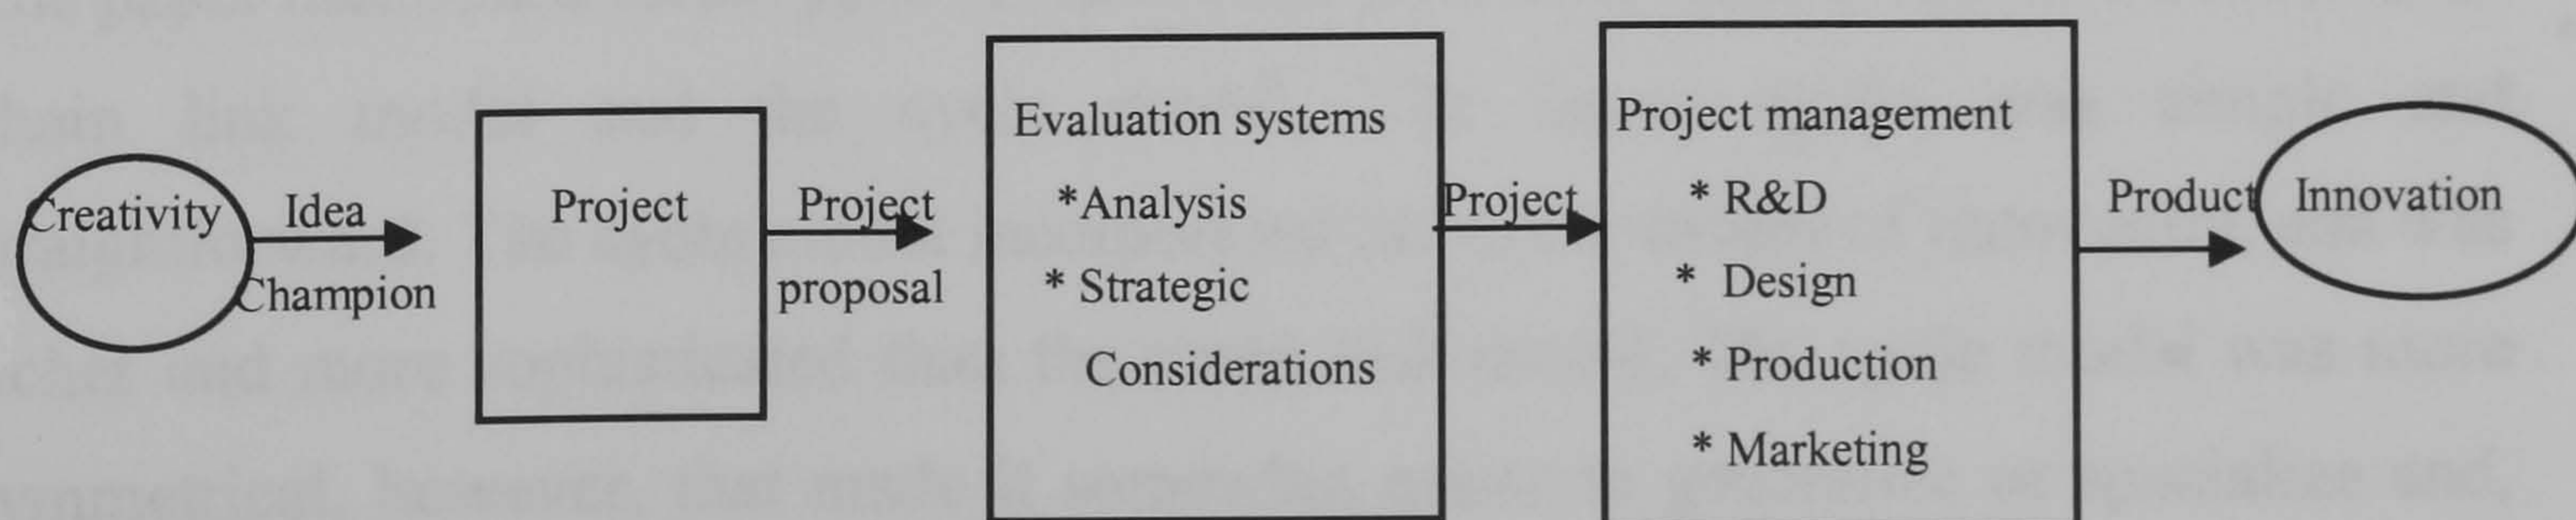 Creativity
Idea
Champion
Project
Project
proposal
Evaluation systems
*Analysis
* Strategic
Considerations
Project
Project management
* R&D
* Design
* Production
* Marketing
Product
Innovation